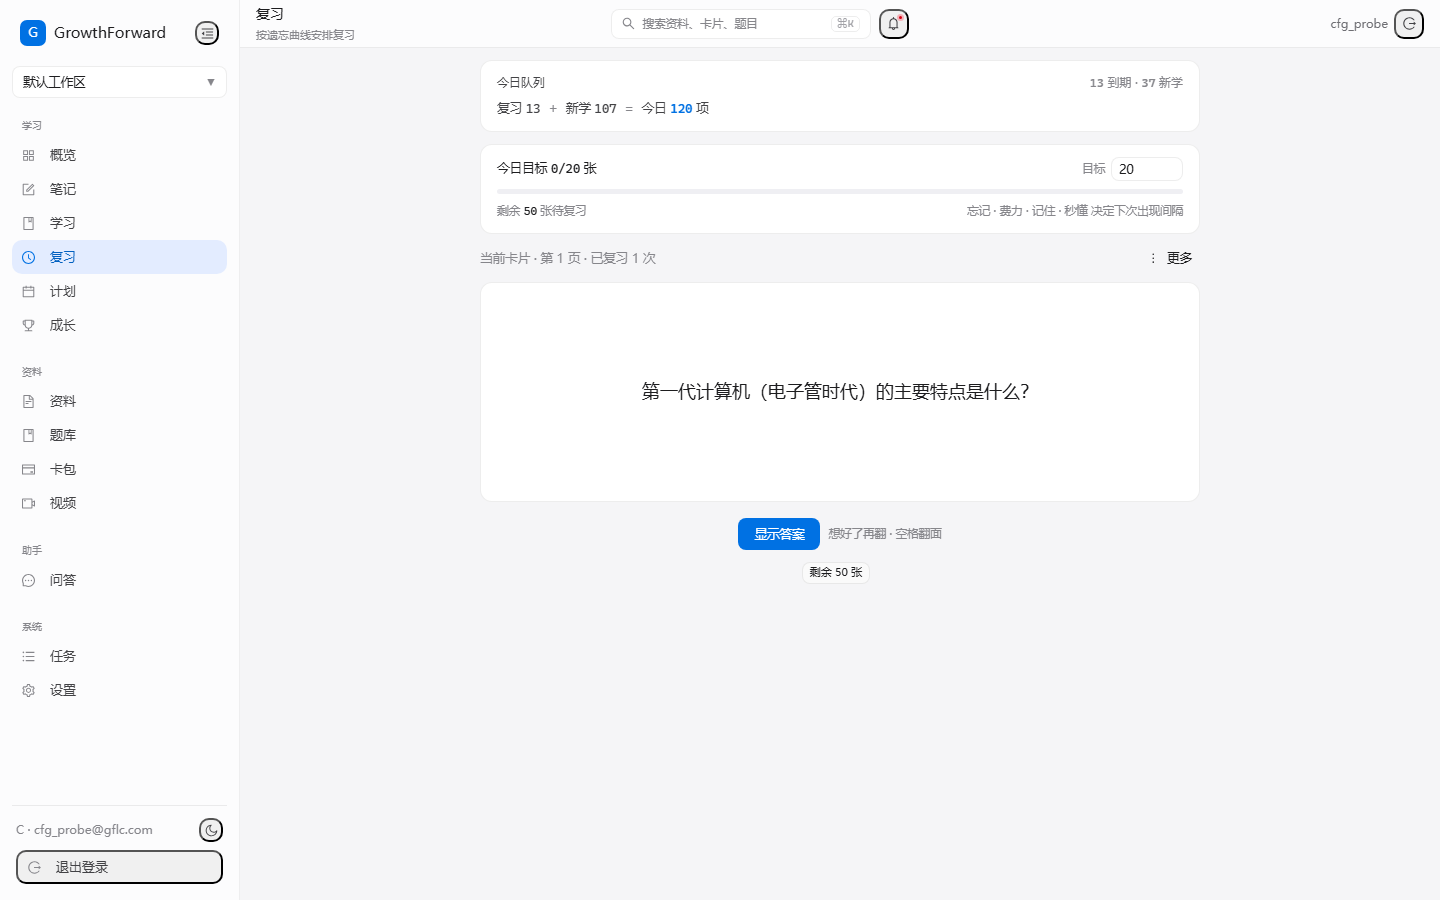 G GrowthForward
默认工作区 ▼
学习
概览
笔记
学习
复习
计划
成长
资料
资料
题库
卡包
视频
助手
问答
系统
任务
设置
C · cfg_probe@gflc.com
退出登录
复习
按遗忘曲线安排复习
搜索资料、卡片、题目 ⌘K
cfg_probe
今日队列 13 到期 · 37 新学
复习 13 + 新学 107 = 今日 120 项
今日目标 0/20 张 目标 20
剩余 50 张待复习 忘记 · 费力 · 记住 · 秒懂 决定下次出现间隔
当前卡片 · 第 1 页 · 已复习 1 次 ⋮ 更多
第一代计算机（电子管时代）的主要特点是什么？
显示答案 想好了再翻 · 空格翻面
剩余 50 张